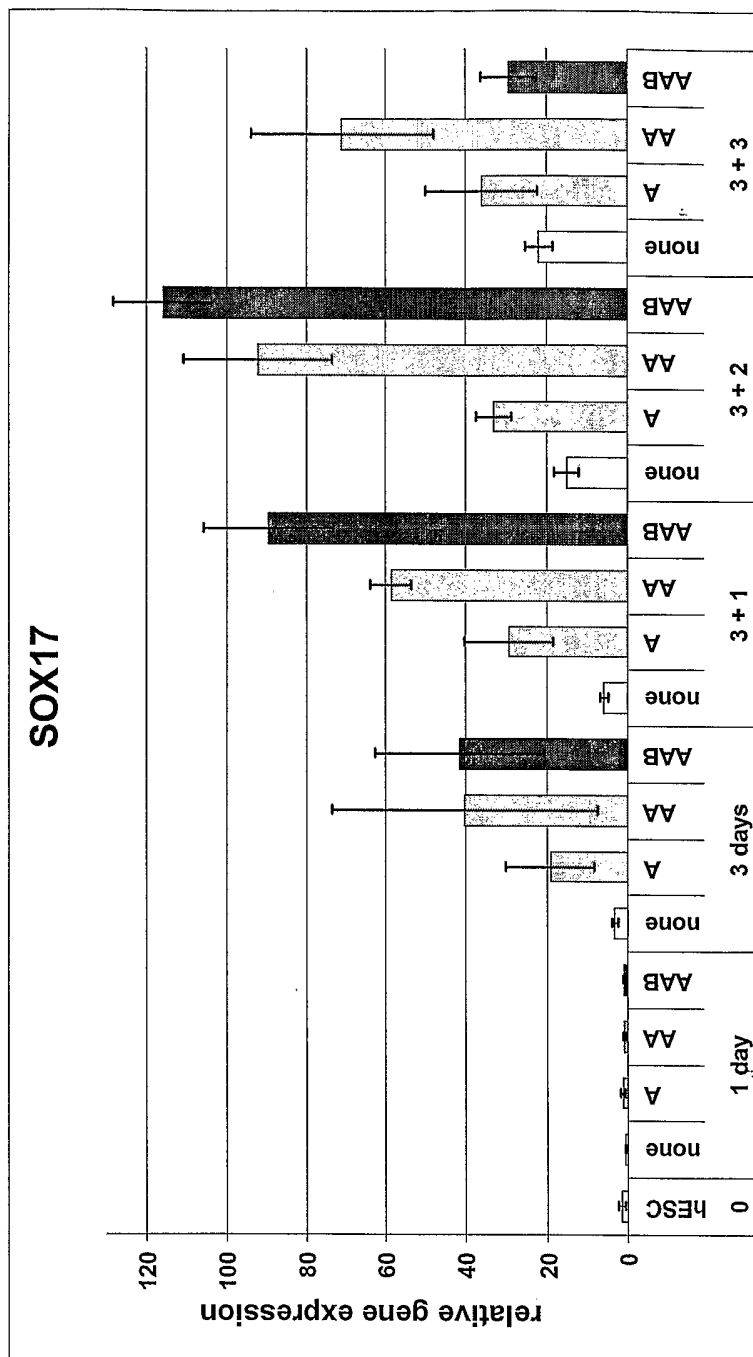 SOX17
relative gene expression
120
100
80
60
40
20
0
hESC none A AA AAB none A AA AAB none A AA AAB none A AA AAB none A AA AAB
0 1 day 3 days 3 + 1 3 + 2 3 + 3